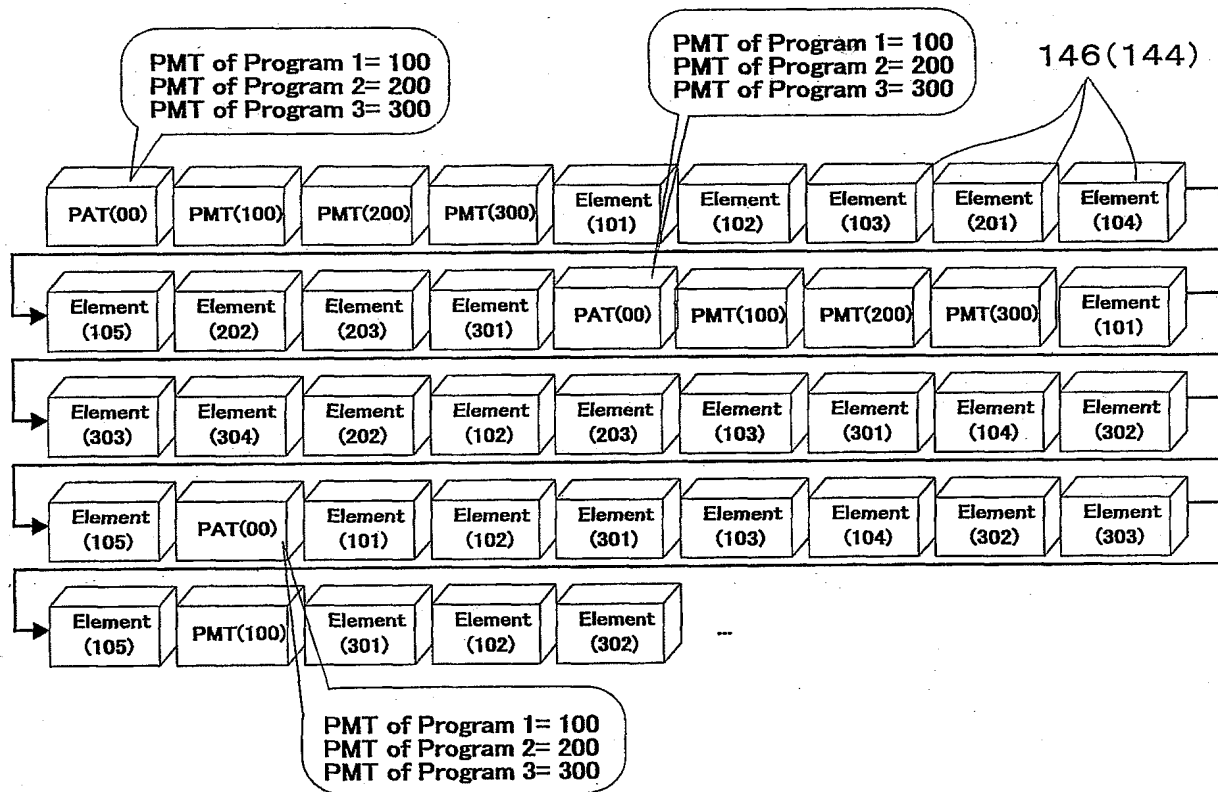 PMT of Program 1= 100
PMT of Program 2= 200
PMT of Program 3= 300
PMT of Program 1= 100
PMT of Program 2= 200
PMT of Program 3= 300
146(144)
PAT(00)
PMT(100)
PMT(200)
PMT(300)
Element
(101)
Element
(102)
Element
(103)
Element
(201)
Element
(104)
Element
(105)
Element
(202)
Element
(203)
Element
(301)
PAT(00)
PMT(100)
PMT(200)
PMT(300)
Element
(101)
Element
(303)
Element
(304)
Element
(202)
Element
(102)
Element
(203)
Element
(103)
Element
(301)
Element
(104)
Element
(302)
Element
(105)
PAT(00)
Element
(101)
Element
(102)
Element
(301)
Element
(103)
Element
(104)
Element
(302)
Element
(303)
Element
(105)
PMT(100)
Element
(301)
Element
(102)
Element
(302)
...
PMT of Program 1= 100
PMT of Program 2= 200
PMT of Program 3= 300